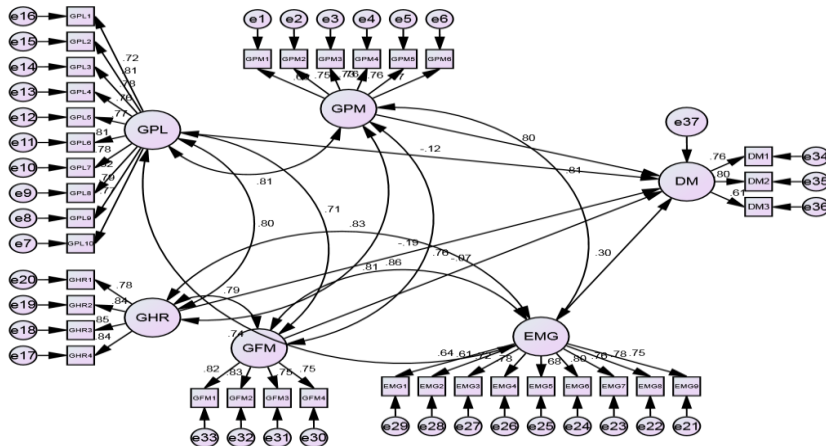 e16 GPL1
e15 GPL2
e14 GPL3
e13 GPL4
e12 GPL5
e11 GPL6
e10 GPL7
e9 GPL8
e8 GPL9
e7 GPL10
.72
.81
.78
.76
.77
.81
.78
.79
GPL
e1 e2 e3 e4 e5 e6
GPM1 GPM2 GPM3 GPM4 GPM5 GPM6
.75 .76
GPM
e37
DM
.76 DM1 e34
.80 DM2 e35
.61 DM3 e36
.80
-.12
.81
.81
.71
.80
.83
-.19
.76
-.07
.86
.81
.30
.79
.74
e20 GHR1
e19 GHR2
e18 GHR3
e17 GHR4
.78
.84
.85
.84
GHR
GFM
.82 .83 .75 .75
GFM1 GFM2 GFM3 GFM4
e33 e32 e31 e30
EMG
.64 .61 .72 .78 .68 .80 .76 .78 .75
EMG1 EMG2 EMG3 EMG4 EMG5 EMG6 EMG7 EMG8 EMG9
e29 e28 e27 e26 e25 e24 e23 e22 e21